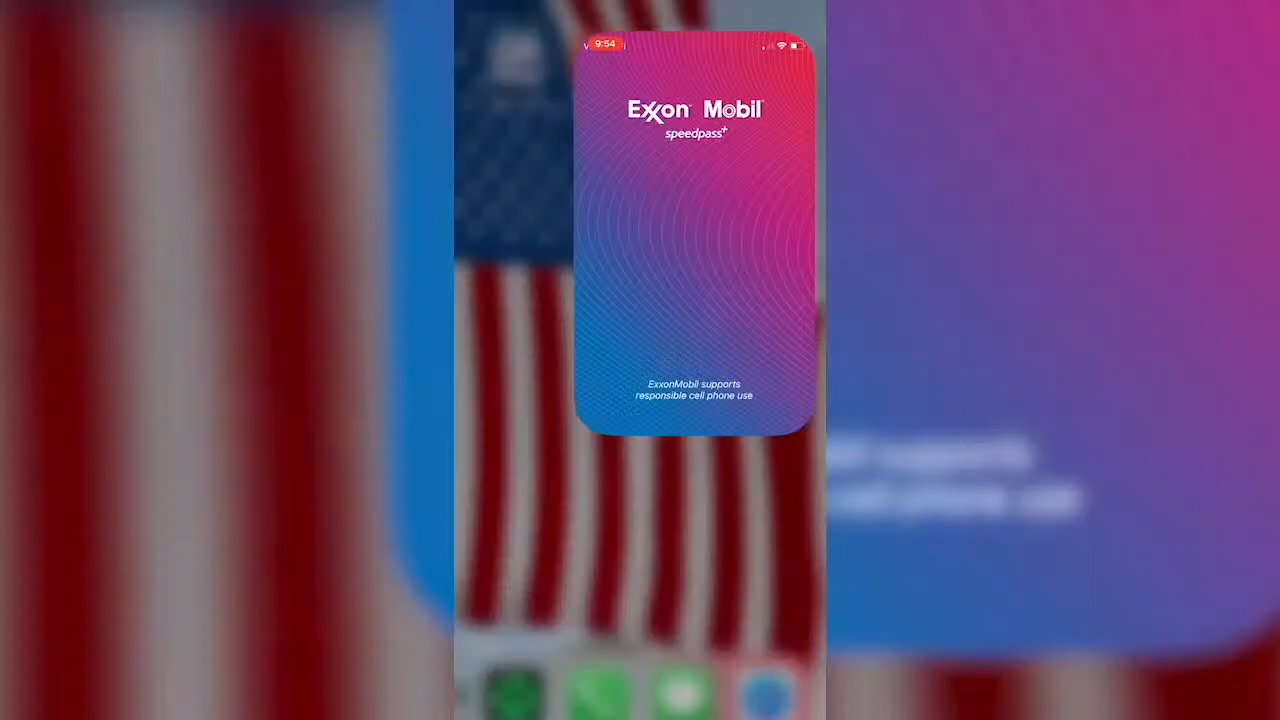 9:54
Exxon Mobil
speedpass+
ExxonMobil supports
responsible cell phone use